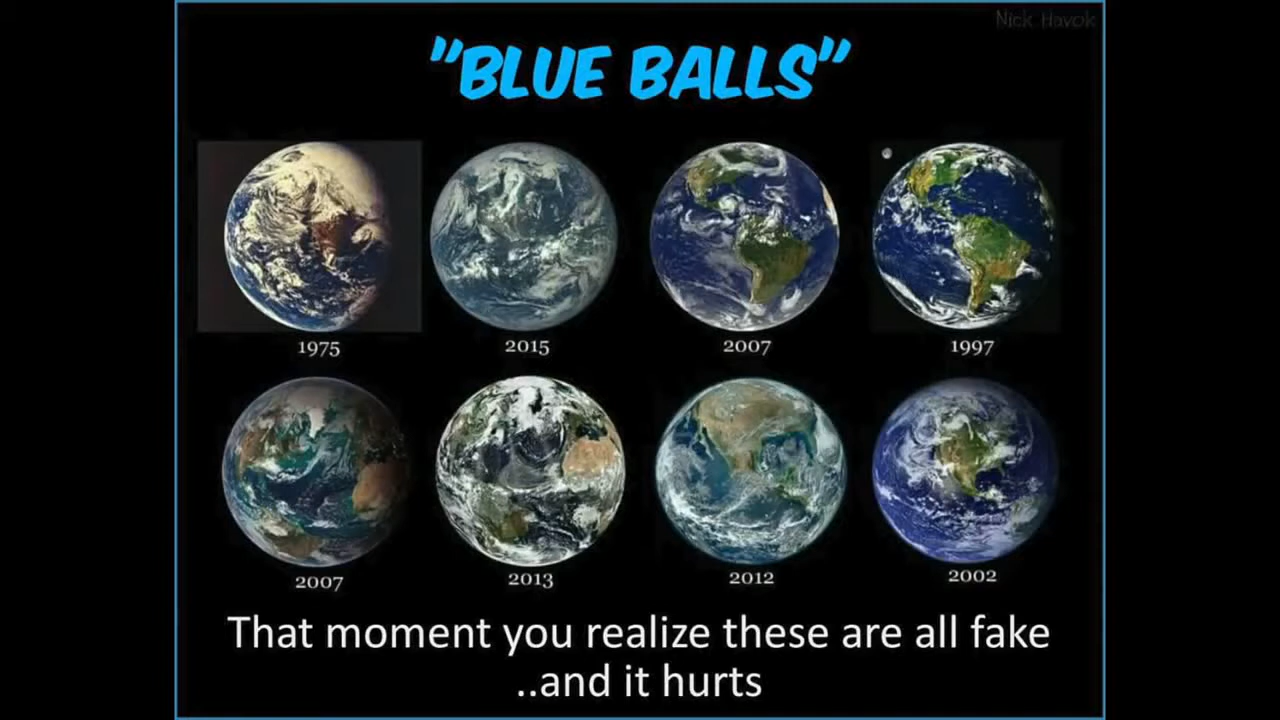 Nick Havok
"BLUE BALLS"
1975 2015 2007 1997
2007 2013 2012 2002
That moment you realize these are all fake
..and it hurts